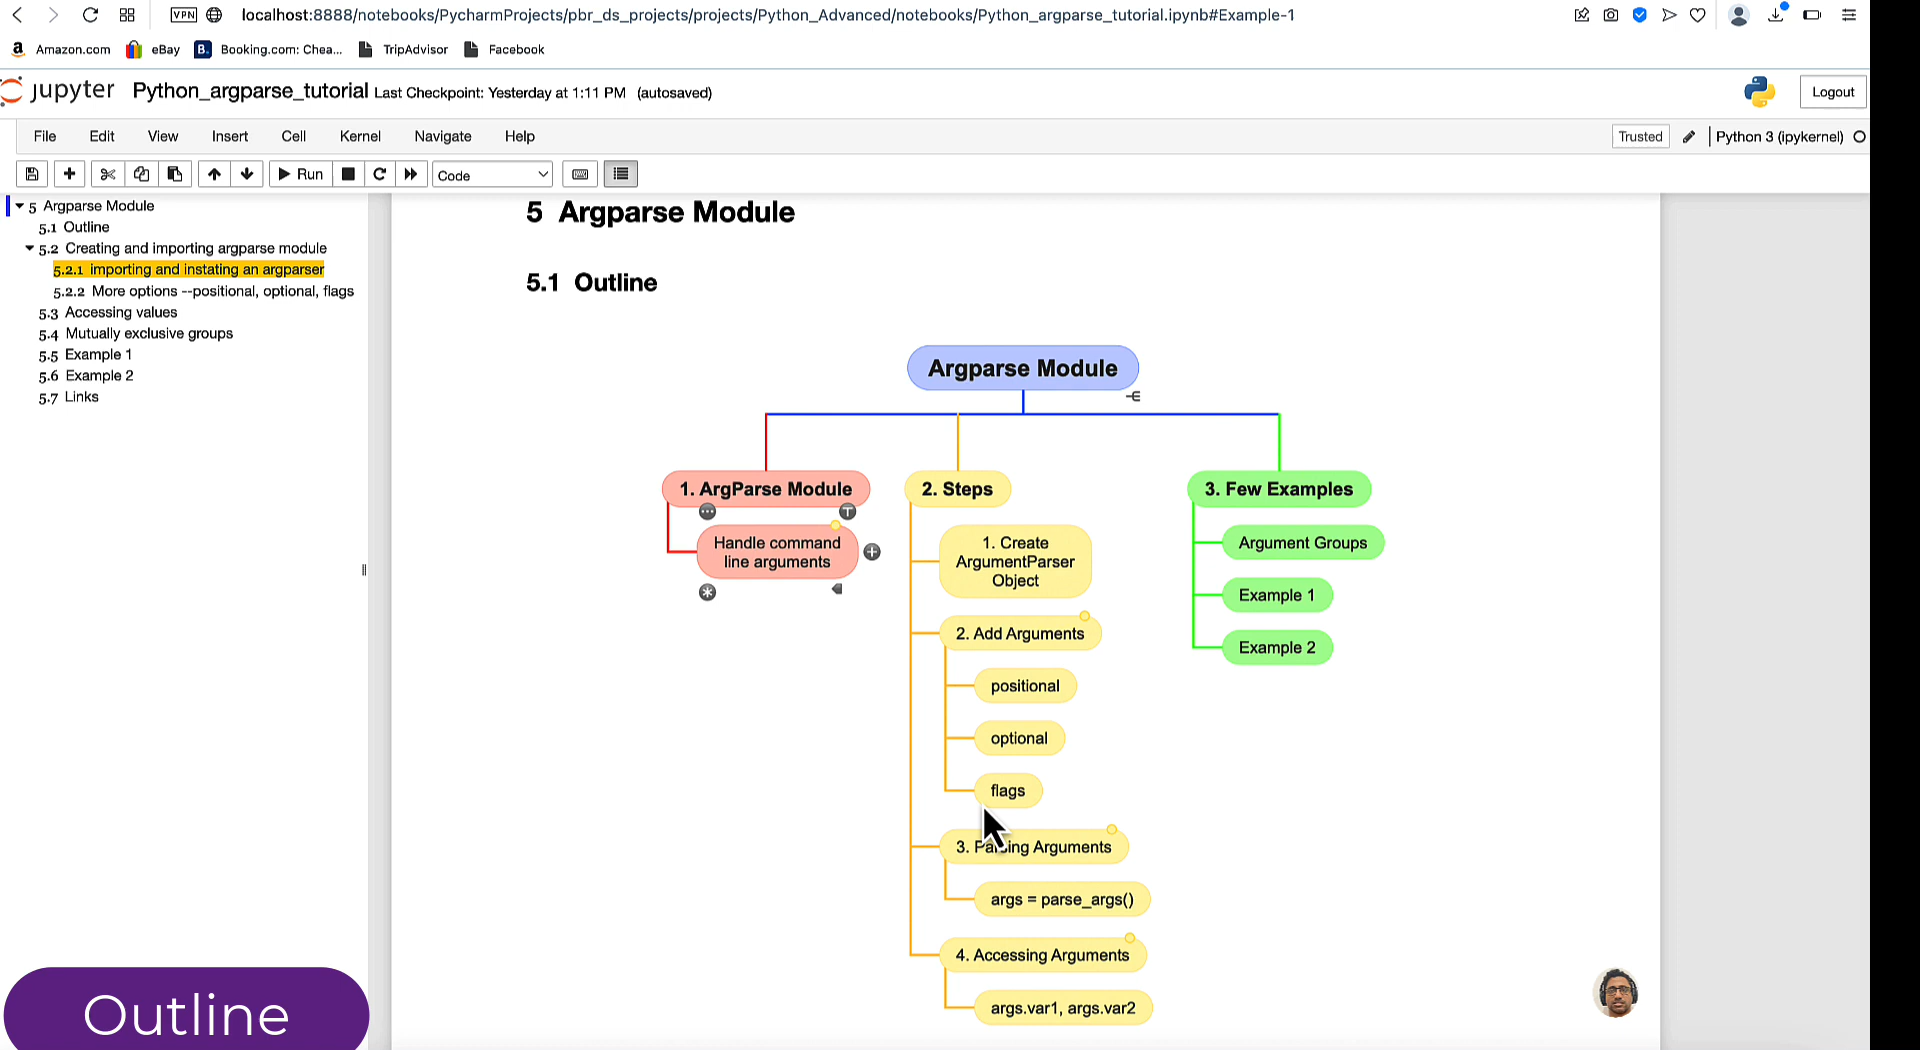 VPN localhost:8888/notebooks/PycharmProjects/pbr_ds_projects/projects/Python_Advanced/notebooks/Python_argparse_tutorial.ipynb#Example-1
a Amazon.com eBay B. Booking.com: Chea... TripAdvisor Facebook
jupyter Python_argparse_tutorial Last Checkpoint: Yesterday at 1:11 PM (autosaved) Logout
File Edit View Insert Cell Kernel Navigate Help Trusted Python 3 (ipykernel)
Run Code
5 Argparse Module
5.1 Outline
5.2 Creating and importing argparse module
5.2.1 importing and instating an argparser
5.2.2 More options --positional, optional, flags
5.3 Accessing values
5.4 Mutually exclusive groups
5.5 Example 1
5.6 Example 2
5.7 Links
5 Argparse Module
5.1 Outline
Argparse Module
1. ArgParse Module
Handle command
line arguments
2. Steps
1. Create
ArgumentParser
Object
2. Add Arguments
positional
optional
flags
3. Parsing Arguments
args = parse_args()
4. Accessing Arguments
args.var1, args.var2
3. Few Examples
Argument Groups
Example 1
Example 2
Outline